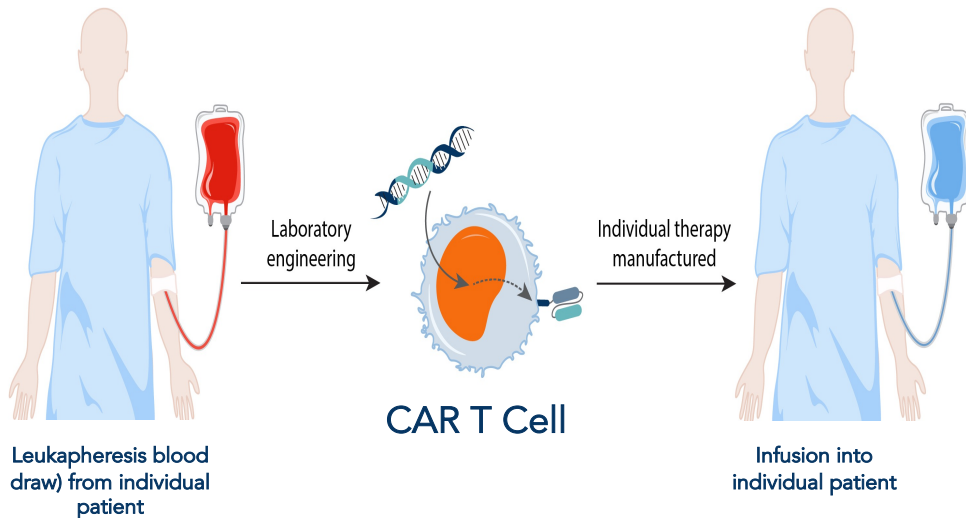 Laboratory
engineering
Individual therapy
manufactured
CAR T Cell
Leukapheresis blood
draw) from individual
patient
Infusion into
individual patient